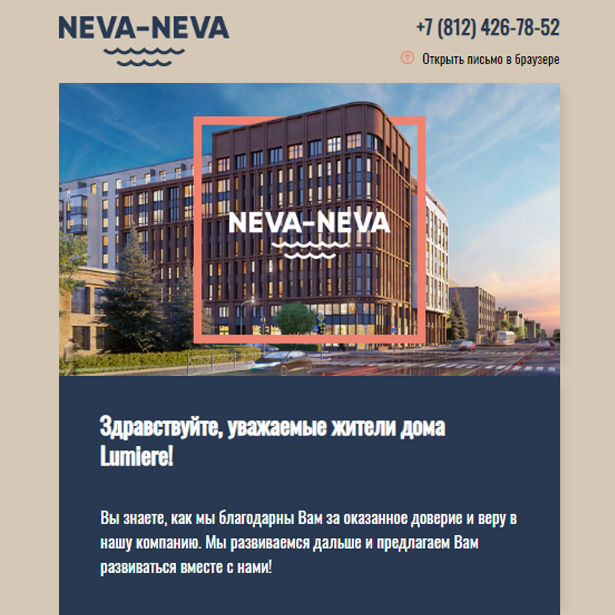 NEVA-NEVA
+7 (812) 426-78-52
Открыть письмо в браузере
NEVA-NEVA
Здравствуйте, уважаемые жители дома
Lumiere!
Вы знаете, как мы благодарны Вам за оказанное доверие и веру в
нашу компанию. Мы развиваемся дальше и предлагаем Вам
развиваться вместе с нами!